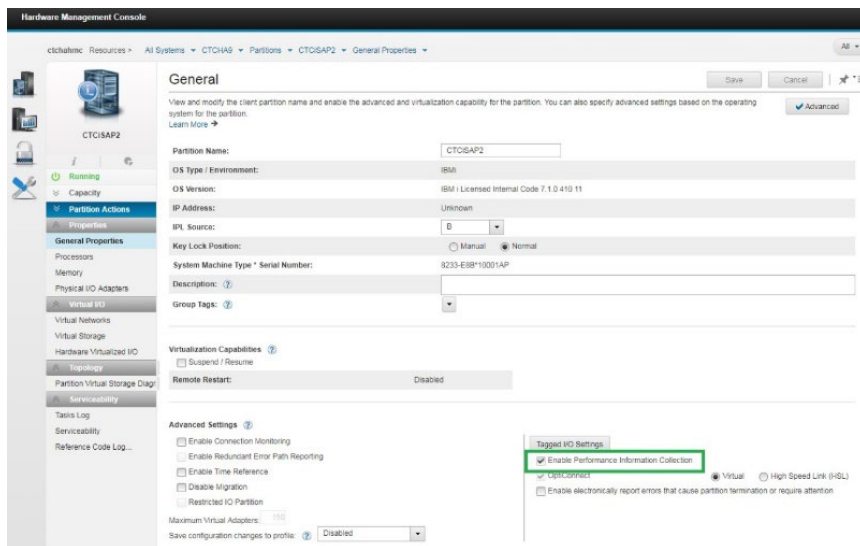 Hardware Management Console
ctchahmc Resources > All Systems CTCHA9 Partitions CTCiSAP2 General Properties
All
CTCiSAP2
Running
Capacity
Partition Actions
Properties
General Properties
Processors
Memory
Physical I/O Adapters
Virtual I/O
Virtual Networks
Virtual Storage
Hardware Virtualized I/O
Topology
Partition Virtual Storage Diagr
Serviceability
Tasks Log
Serviceability
Reference Code Log...
General
Save Cancel
View and modify the client partition name and enable the advanced and virtualization capability for the partition. You can also specify advanced settings based on the operating
system for the partition.
Learn More
Advanced
Partition Name: CTCiSAP2
OS Type / Environment: IBMi
OS Version: IBM i Licensed Internal Code 7.1.0 410 11
IP Address: Unknown
IPL Source: B
Key Lock Position: Manual Normal
System Machine Type * Serial Number: 8233-E8B*10001AP
Description: ?
Group Tags: ?
Virtualization Capabilities ?
Suspend / Resume
Remote Restart: Disabled
Advanced Settings ?
Enable Connection Monitoring
Enable Redundant Error Path Reporting
Enable Time Reference
Disable Migration
Restricted IO Partition
Maximum Virtual Adapters:
Save configuration changes to profile: ? Disabled
Tagged I/O Settings
Enable Performance Information Collection
OptiConnect Virtual High Speed Link (HSL)
Enable electronically report errors that cause partition termination or require attention